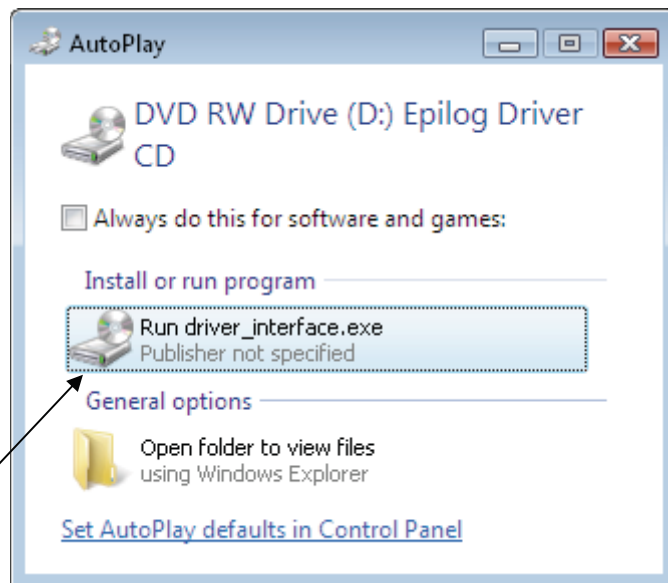 AutoPlay
DVD RW Drive (D:) Epilog Driver
CD
Always do this for software and games:
Install or run program
Run driver_interface.exe
Publisher not specified
General options
Open folder to view files
using Windows Explorer
Set AutoPlay defaults in Control Panel